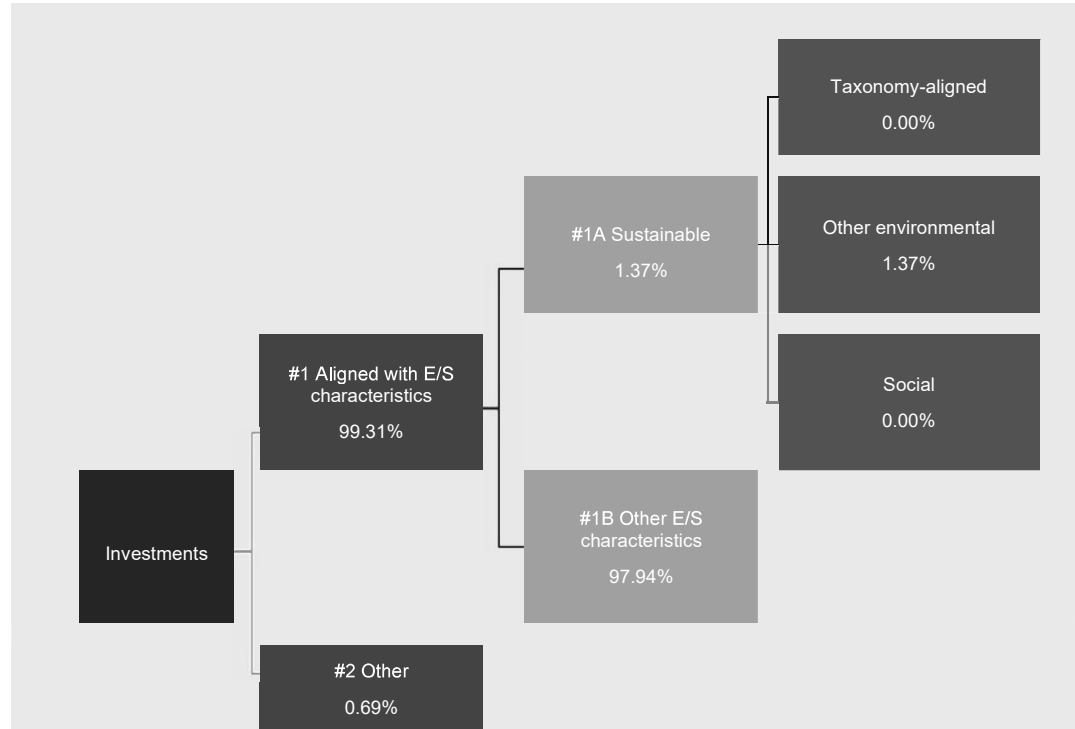 Taxonomy-aligned
0.00%
#1A Sustainable
1.37%
Other environmental
1.37%
#1 Aligned with E/S
characteristics
99.31%
Social
0.00%
Investments
#1B Other E/S
characteristics
97.94%
#2 Other
0.69%